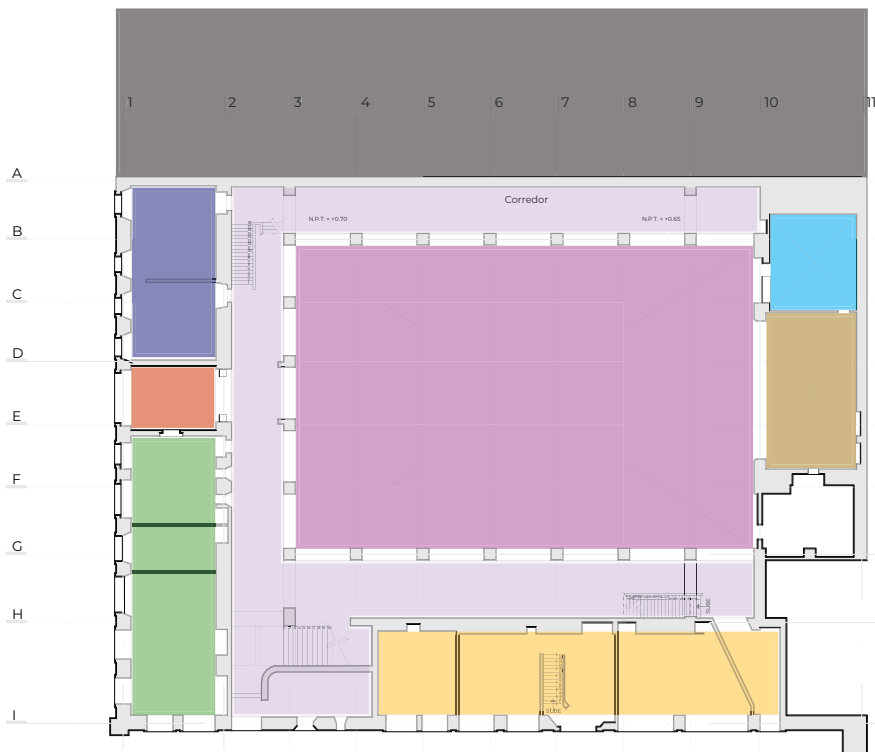 1 2 3 4 5 6 7 8 9 10 11
A
Corredor
N.P.T. = +0.70 N.P.T. = +0.65
B
C
D
E
F
G
H
SUBE
SUBE
I